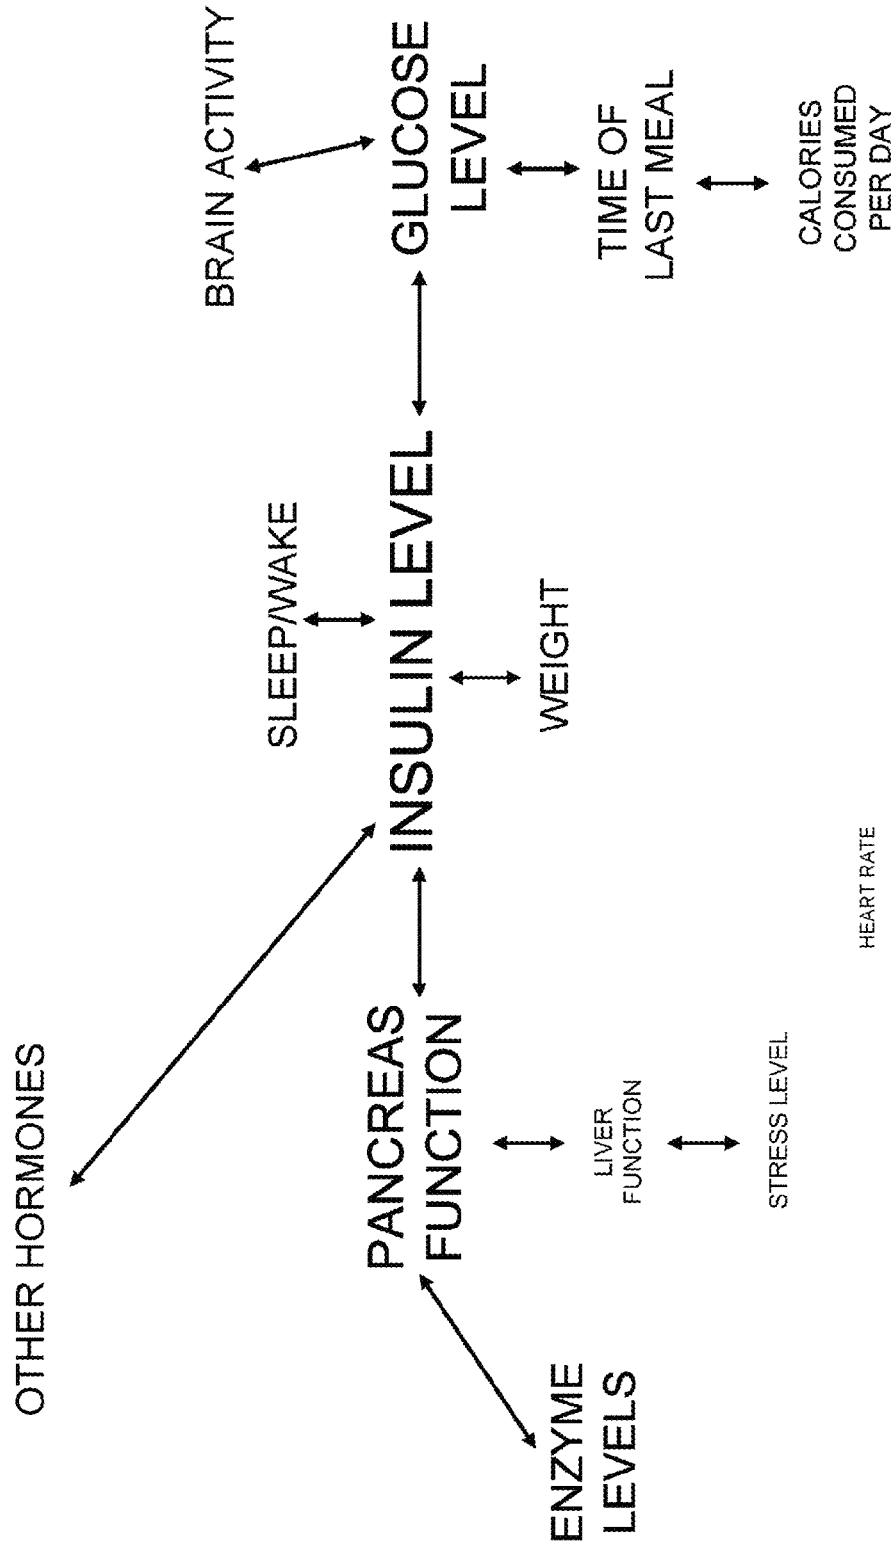 OTHER HORMONES
BRAIN ACTIVITY
SLEEP/WAKE
PANCREAS
FUNCTION
INSULIN LEVEL
GLUCOSE
LEVEL
ENZYME
LEVELS
LIVER
FUNCTION
WEIGHT
TIME OF
LAST MEAL
STRESS LEVEL
HEART RATE
CALORIES
CONSUMED
PER DAY